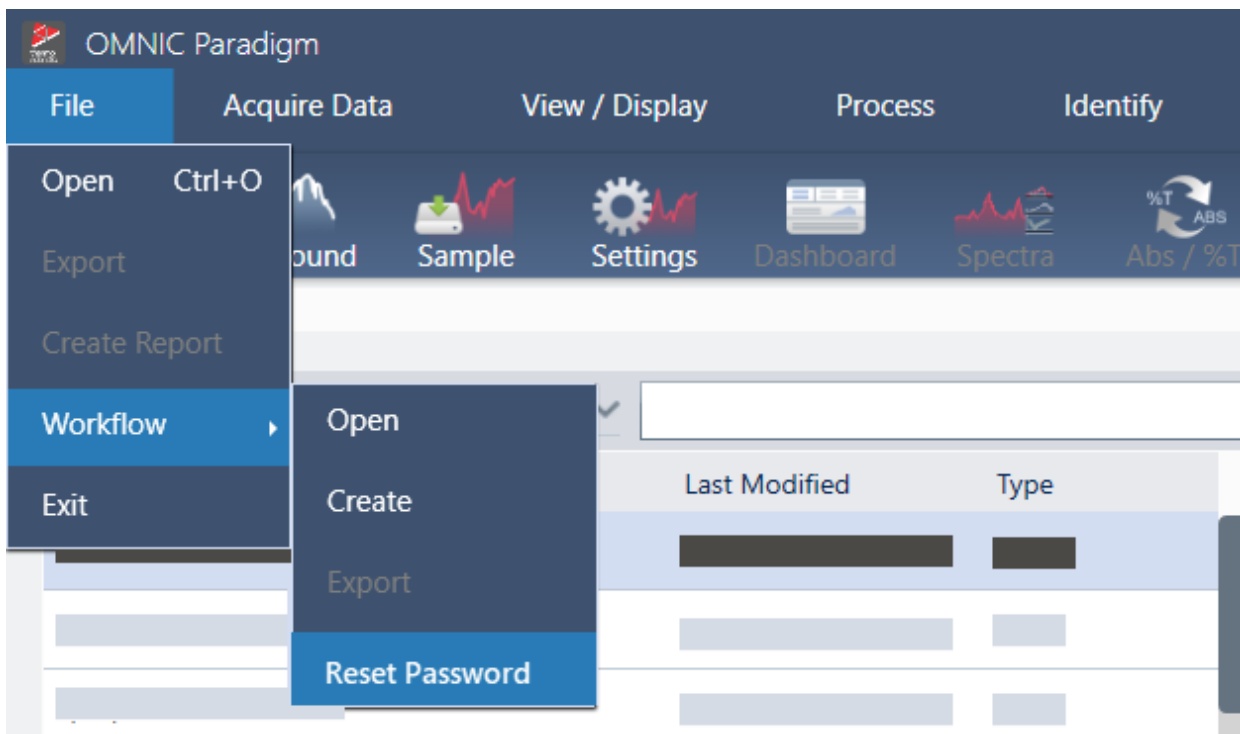 OMNIC Paradigm
File Acquire Data View / Display Process Identify
Open Ctrl+O
Export
Create Report
Workflow
Exit
Sample Settings Dashboard Spectra Abs / %T
%T ABS
Open
Create
Export
Reset Password
Last Modified Type